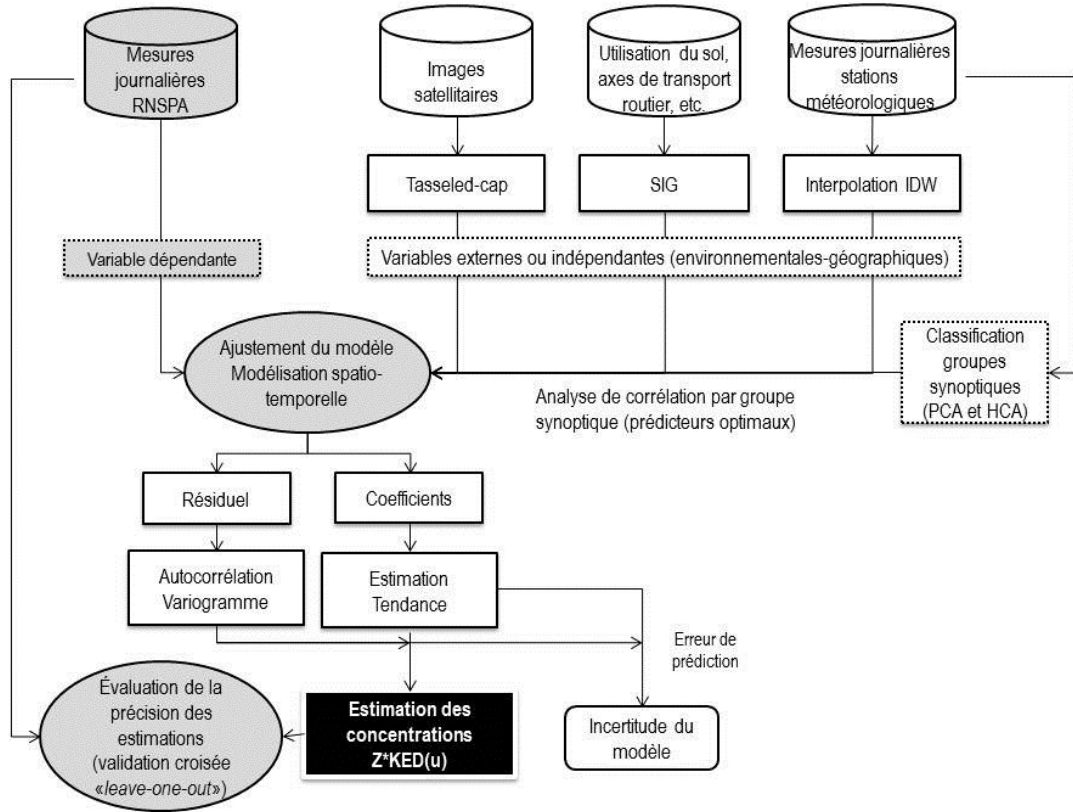 Mesures
journalières
RNSPA
Images
satellitaires
Utilisation du sol,
axes de transport
routier, etc.
Mesures journalières
stations
météorologiques
Tasseled-cap
SIG
Interpolation IDW
Variable dépendante
Variables externes ou indépendantes (environnementales-géographiques)
Ajustement du modèle
Modélisation spatio-
temporelle
Classification
groupes
synoptiques
(PCA et HCA)
Analyse de corrélation par groupe
synoptique (prédicteurs optimaux)
Résiduel
Coefficients
Autocorrélation
Variogramme
Estimation
Tendance
Erreur de
prédiction
Évaluation de la
précision des
estimations
(validation croisée
«leave-one-out»)
Estimation des
concentrations
Z*KED(u)
Incertitude du
modèle